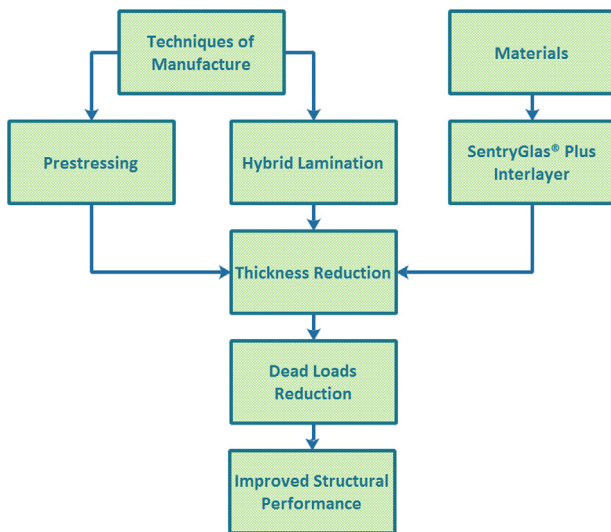 Techniques of
Manufacture
Materials
Prestressing
Hybrid Lamination
SentryGlas® Plus
Interlayer
Thickness Reduction
Dead Loads
Reduction
Improved Structural
Performance